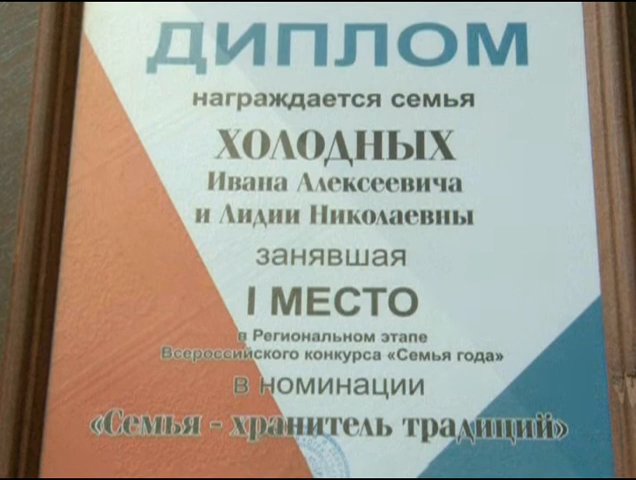 ДИПЛОМ
награждается семья
ХОЛОДНЫХ
Ивана Алексеевича
и Лидии Николаевны
занявшая
I МЕСТО
в Региональном этапе
Всероссийского конкурса «Семья года»
в номинации
«Семья - хранитель традиций»